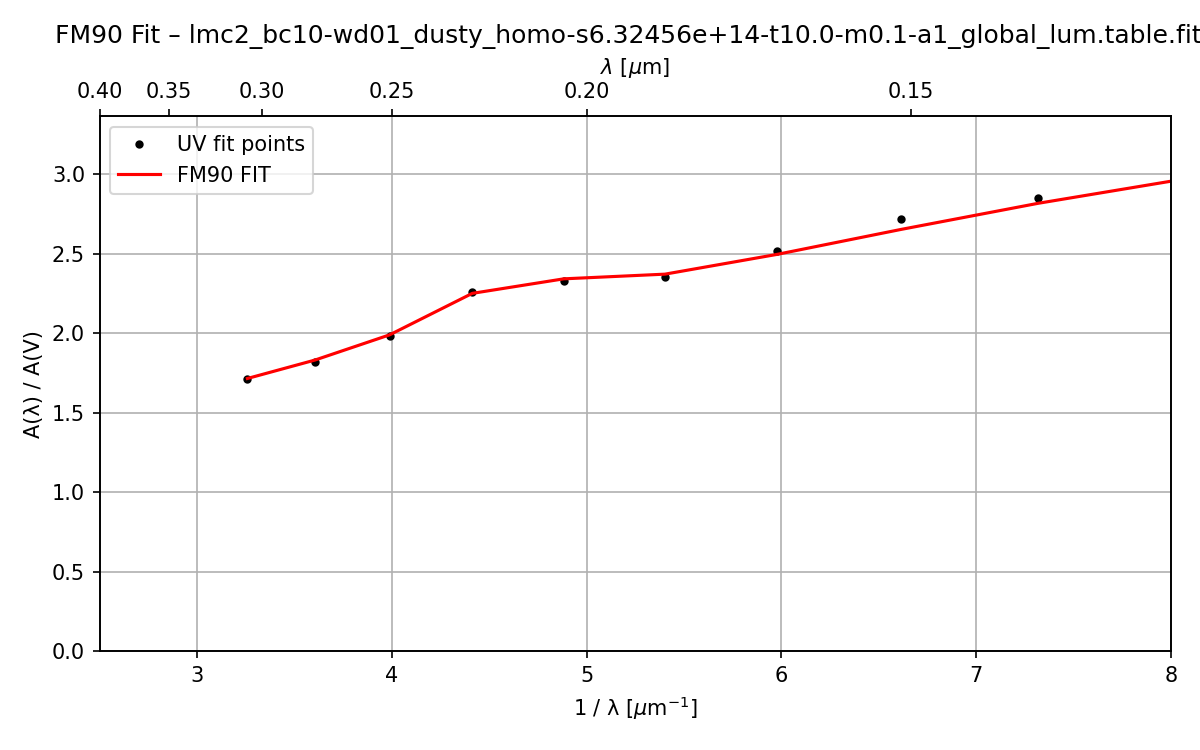 FM90 Fit – lmc2_bc10-wd01_dusty_homo-s6.32456e+14-t10.0-m0.1-a1_global_lum.table.fit
λ [μm]
0.40 0.35 0.30 0.25 0.20 0.15
UV fit points
FM90 FIT
A(λ) / A(V)
3.0
2.5
2.0
1.5
1.0
0.5
0.0
3 4 5 6 7 8
1 / λ [μm⁻¹]